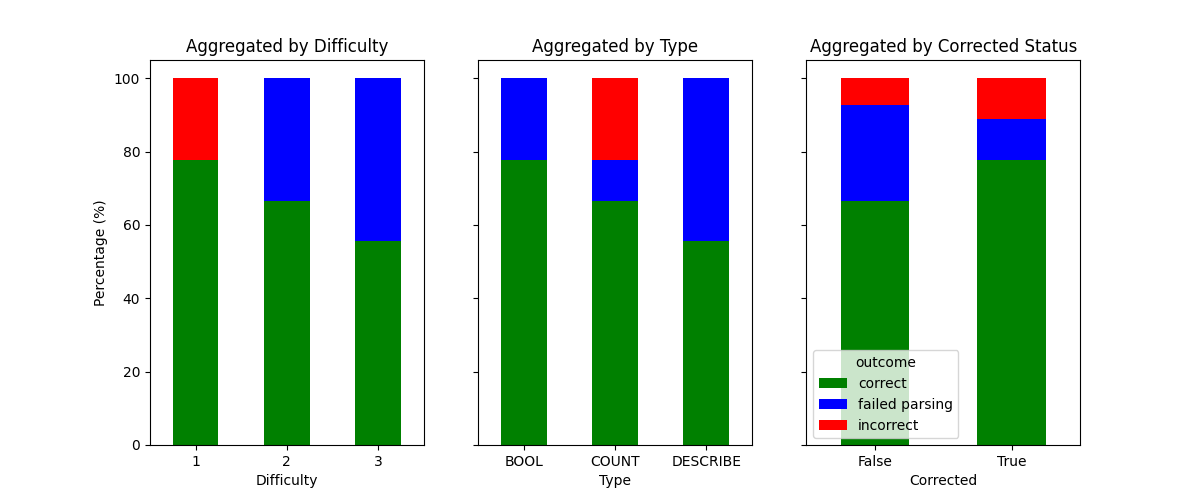 Aggregated by Difficulty
Aggregated by Type
Aggregated by Corrected Status
Percentage (%)
100
80
60
40
20
0
1 2 3
Difficulty
BOOL COUNT DESCRIBE
Type
outcome
correct
failed parsing
incorrect
False True
Corrected